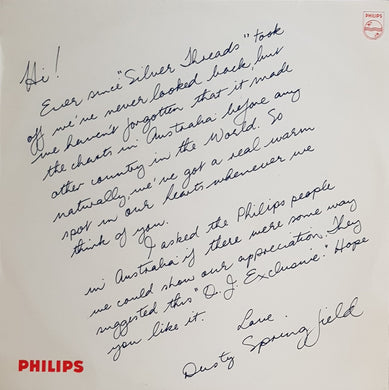 PHILIPS
PHILIPS
Hi!
Ever since "Silver Threads" took
off we've never looked back, but
we haven't forgotten that it made
the charts in Australia before any
other country in the World. So
naturally, we've got a real warm
spot in our hearts whenever we
think of you.
I asked the Philips people
in Australia if there were some way
we could show our appreciation. They
suggested this "D.J. Exclusive." Hope
you like it.
Love.
Dusty Springfield
PHILIPS